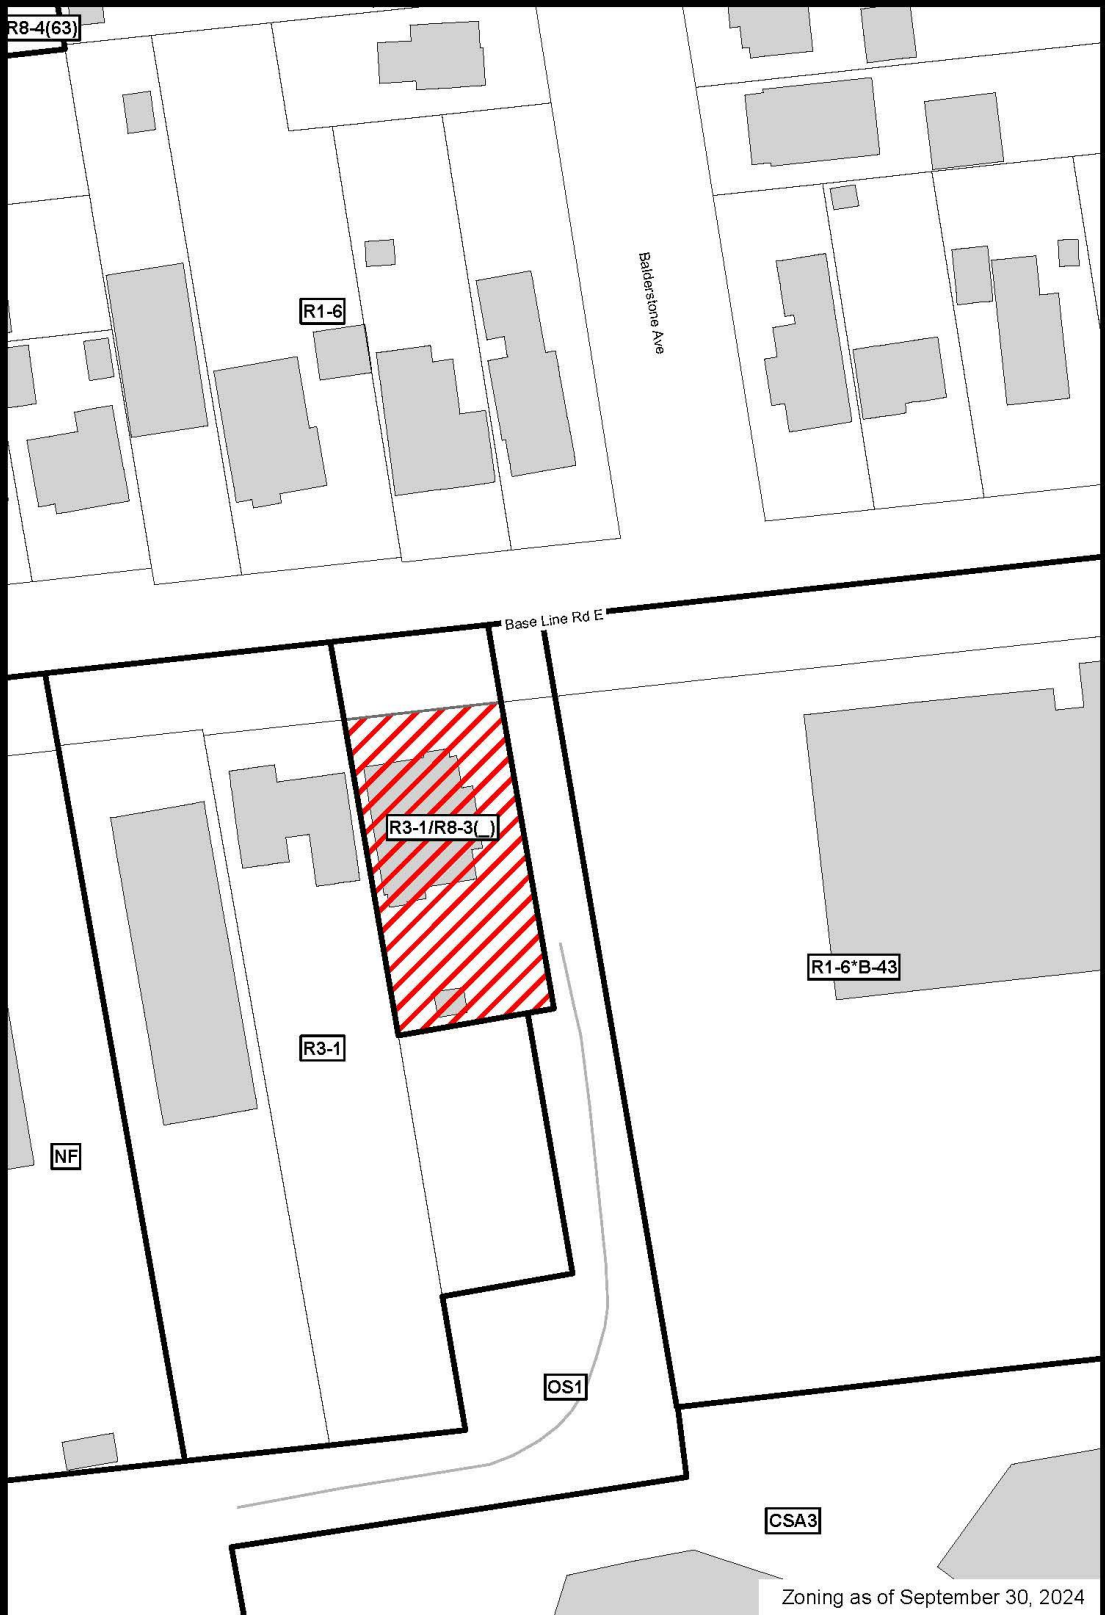 R8-4(63)
R1-6
Balderstone Ave
Base Line Rd E
R3-1/R8-3(_)
R1-6*B-43
R3-1
NF
OS1
CSA3
Zoning as of September 30, 2024